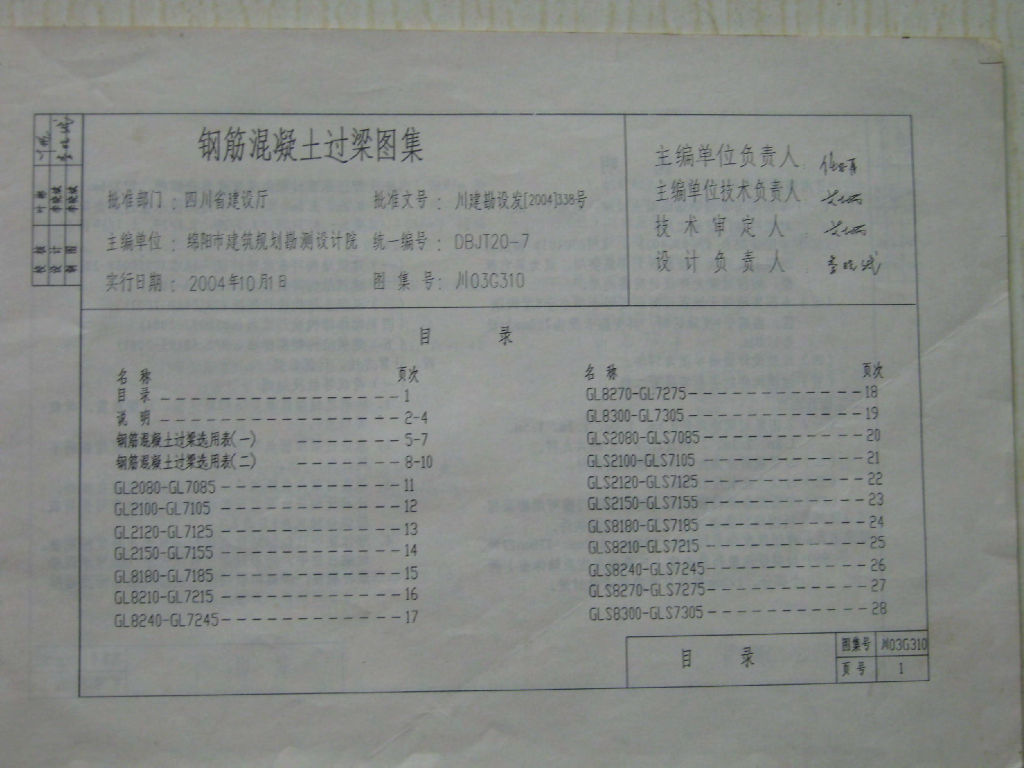 钢筋混凝土过梁图集
批准部门：四川省建设厅 批准文号：川建勘设发[2004]338号
主编单位：绵阳市建筑规划勘测设计院 统一编号：DBJT20-7
实行日期：2004年10月1日 图集号：川03G310
主编单位负责人：
主编单位技术负责人：
技术审定人：
设计负责人：
校核
设计
制图
目录
名称 页次
目录 1
说明 2-4
钢筋混凝土过梁选用表(一) 5-7
钢筋混凝土过梁选用表(二) 8-10
GL2080-GL7085 11
GL2100-GL7105 12
GL2120-GL7125 13
GL2150-GL7155 14
GL8180-GL7185 15
GL8210-GL7215 16
GL8240-GL7245 17
名称 页次
GL8270-GL7275 18
GL8300-GL7305 19
GLS2080-GLS7085 20
GLS2100-GLS7105 21
GLS2120-GLS7125 22
GLS2150-GLS7155 23
GLS8180-GLS7185 24
GLS8210-GLS7215 25
GLS8240-GLS7245 26
GLS8270-GLS7275 27
GLS8300-GLS7305 28
目录 图集号 川03G310
页号 1